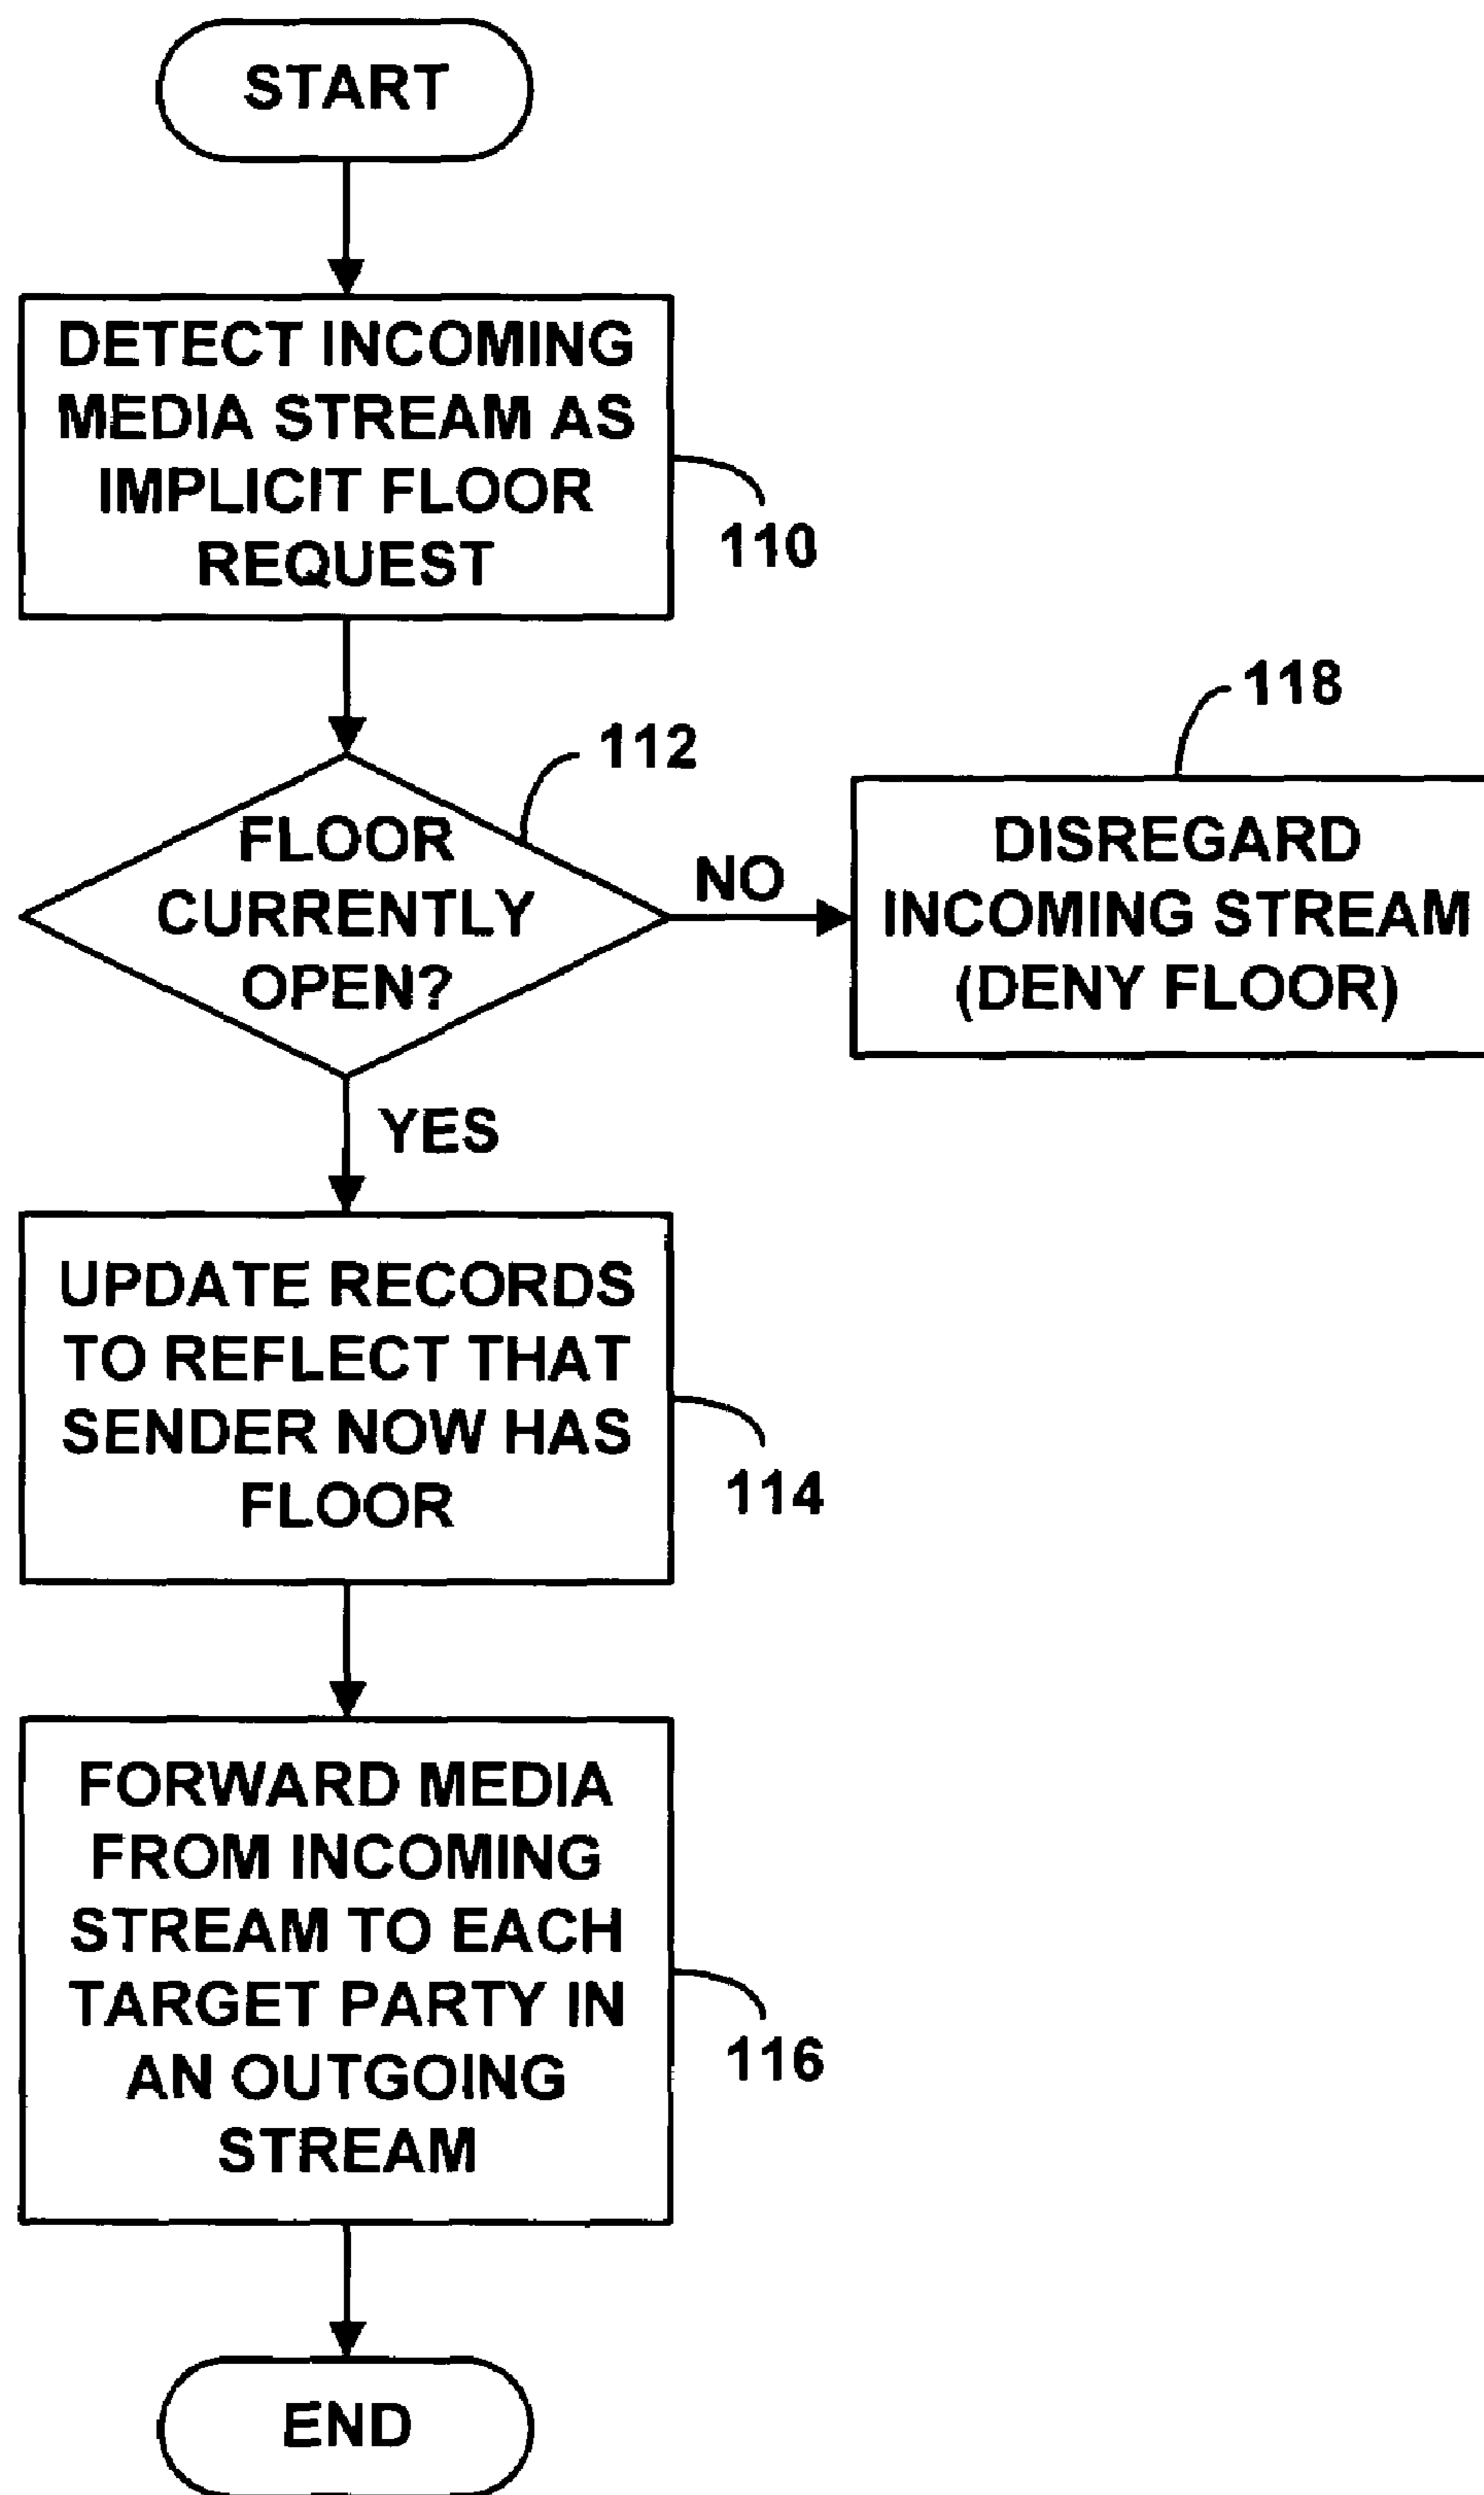 START
DETECT INCOMING
MEDIA STREAM AS
IMPLICIT FLOOR
REQUEST
110
118
112
FLOOR
CURRENTLY
OPEN?
NO
DISREGARD
INCOMING STREAM
(DENY FLOOR)
YES
UPDATE RECORDS
TO REFLECT THAT
SENDER NOW HAS
FLOOR
114
FORWARD MEDIA
FROM INCOMING
STREAM TO EACH
TARGET PARTY IN
AN OUTGOING
STREAM
116
END